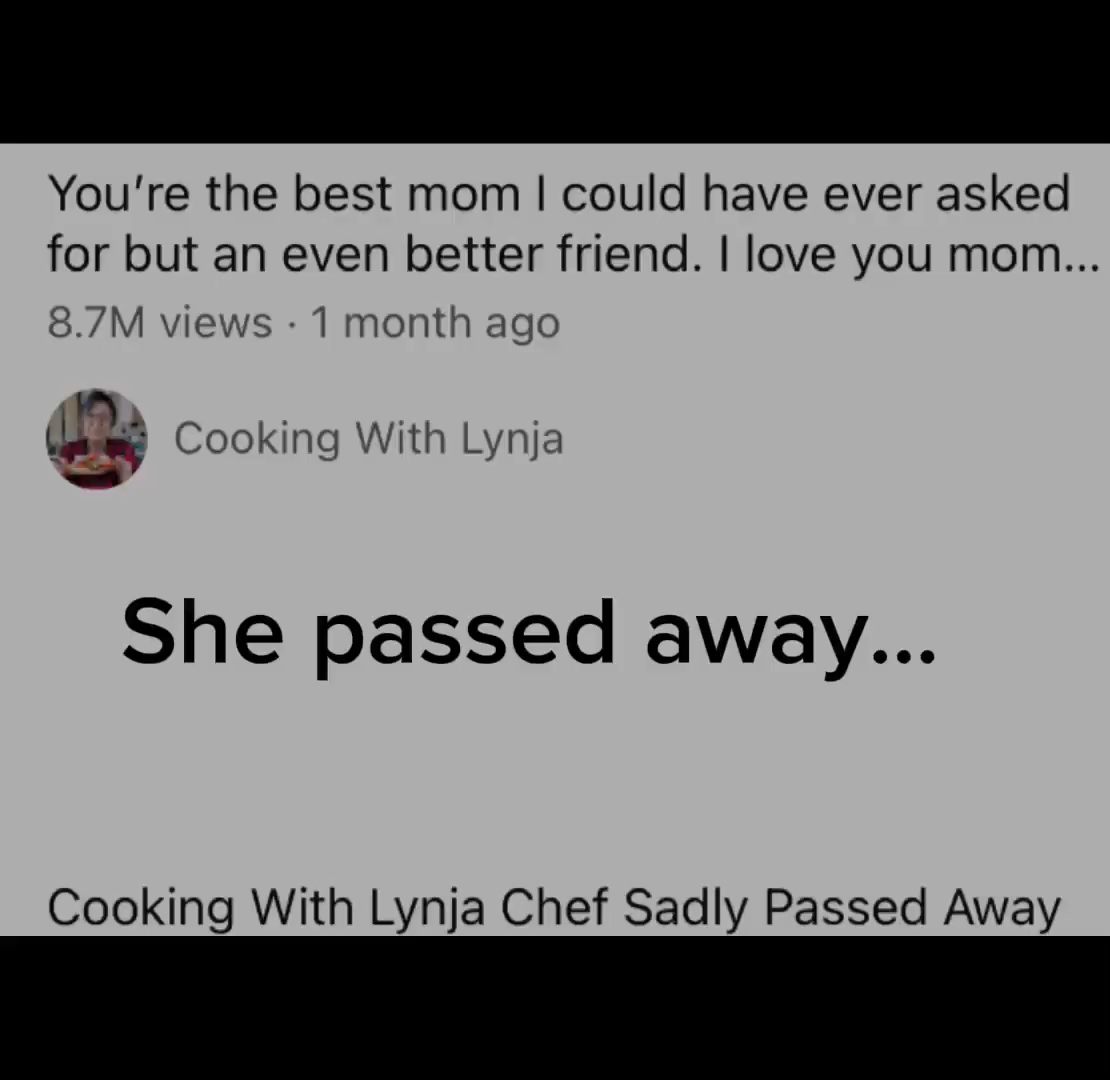 You're the best mom I could have ever asked
for but an even better friend. I love you mom...
8.7M views · 1 month ago
Cooking With Lynja
She passed away...
Cooking With Lynja Chef Sadly Passed Away